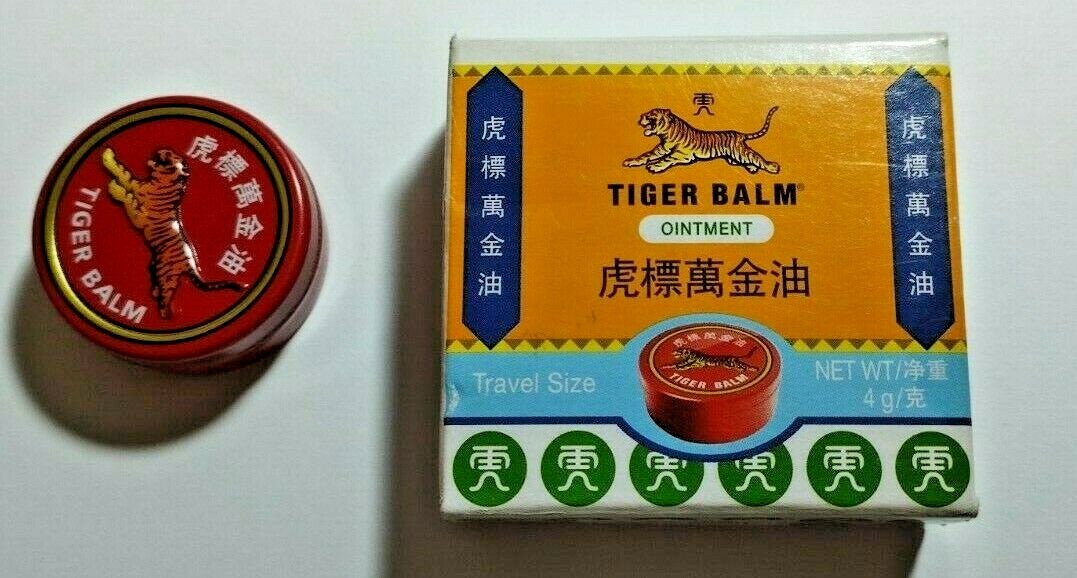 虎標萬金油
TIGER BALM
虎標萬金油
TIGER BALM®
OINTMENT
虎標萬金油
虎標萬金油
Travel Size
虎標萬金油
TIGER BALM
NET WT/净重
4 g/克